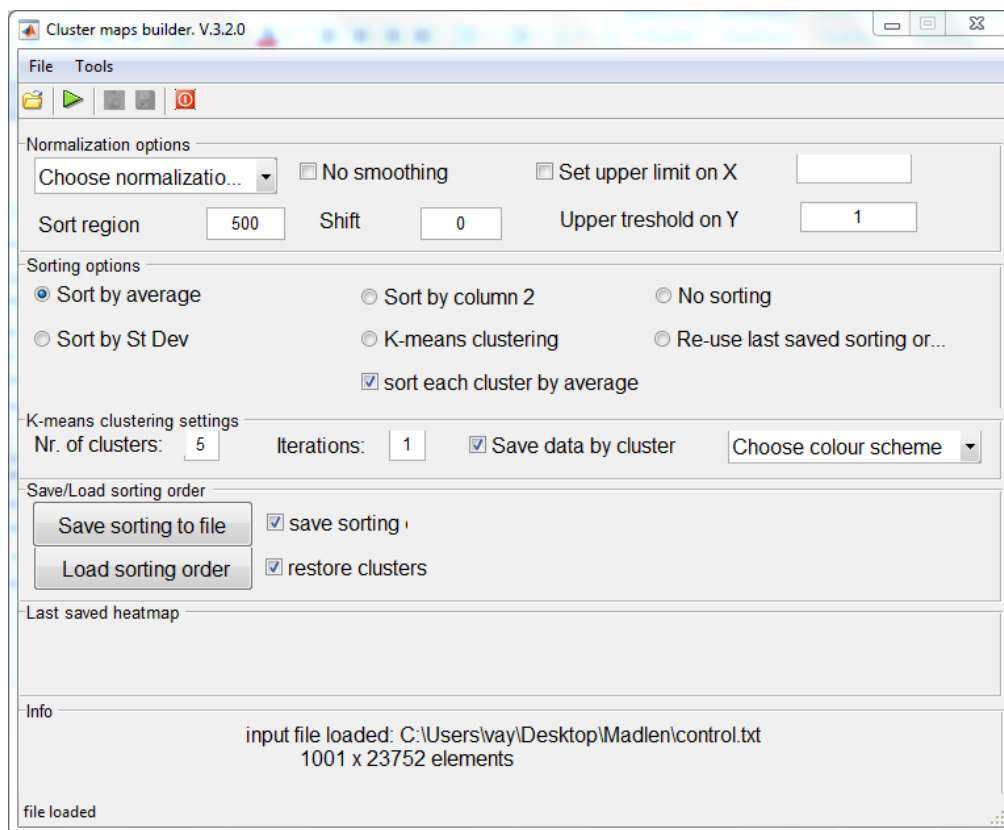 Cluster maps builder. V.3.2.0
File Tools
Normalization options
Choose normalizatio... No smoothing Set upper limit on X
Sort region 500 Shift 0 Upper treshold on Y 1
Sorting options
Sort by average Sort by column 2 No sorting
Sort by St Dev K-means clustering Re-use last saved sorting or...
sort each cluster by average
K-means clustering settings
Nr. of clusters: 5 Iterations: 1 Save data by cluster Choose colour scheme
Save/Load sorting order
Save sorting to file save sorting
Load sorting order restore clusters
Last saved heatmap
Info
input file loaded: C:\Users\vay\Desktop\Madlen\control.txt
1001 x 23752 elements
file loaded